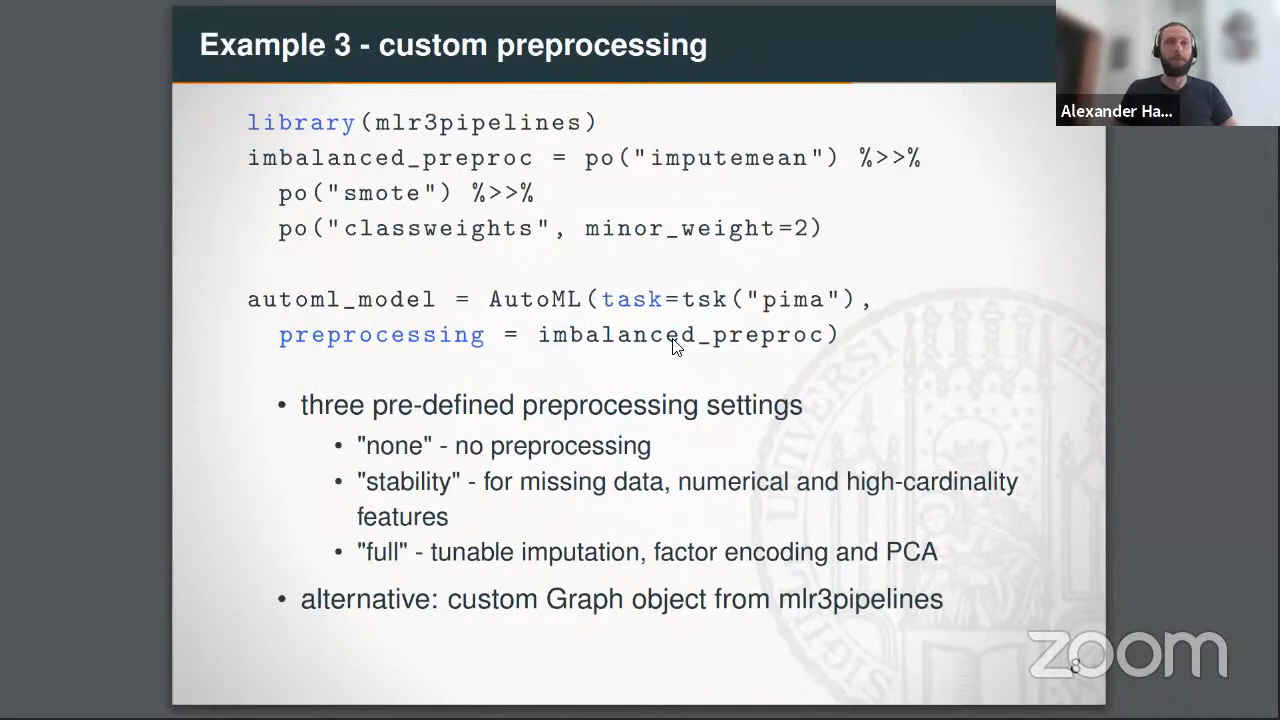 Example 3 - custom preprocessing
Alexander Ha...
library(mlr3pipelines)
imbalanced_preproc = po("imputemean") %>>%
po("smote") %>>%
po("classweights", minor_weight=2)
automl_model = AutoML(task=tsk("pima"),
preprocessing = imbalanced_preproc)
• three pre-defined preprocessing settings
• "none" - no preprocessing
• "stability" - for missing data, numerical and high-cardinality
features
• "full" - tunable imputation, factor encoding and PCA
• alternative: custom Graph object from mlr3pipelines
zoom
8